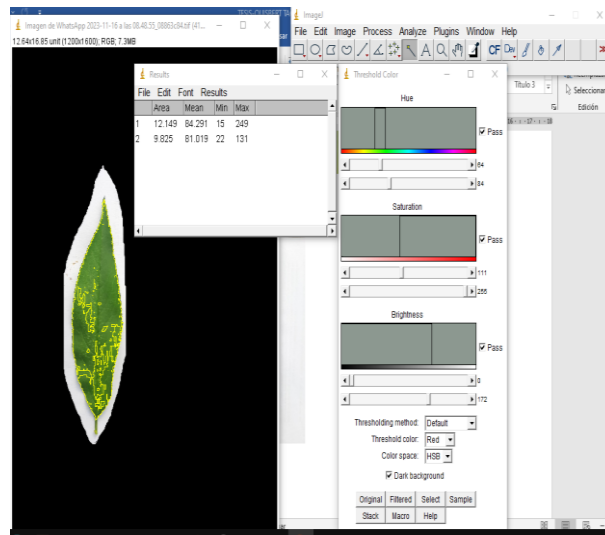 ImageJ
Imagen de WhatsApp 2023-11-16 a las 08.48.55_08863c84.tif (41...
12.64x16.85 unit (1200x1600); RGB; 7.3MB
File Edit Image Process Analyze Plugins Window Help
Dev
Results
File Edit Font Results
Area Mean Min Max
1 12.149 84.291 15 249
2 9.825 81.019 22 131
Threshold Color
Hue
Pass
64
84
Saturation
Pass
111
255
Brightness
Pass
0
172
Thresholding method: Default
Threshold color: Red
Color space: HSB
Dark background
Original Filtered Select Sample
Stack Macro Help
Título 3
Seleccionar
Edición